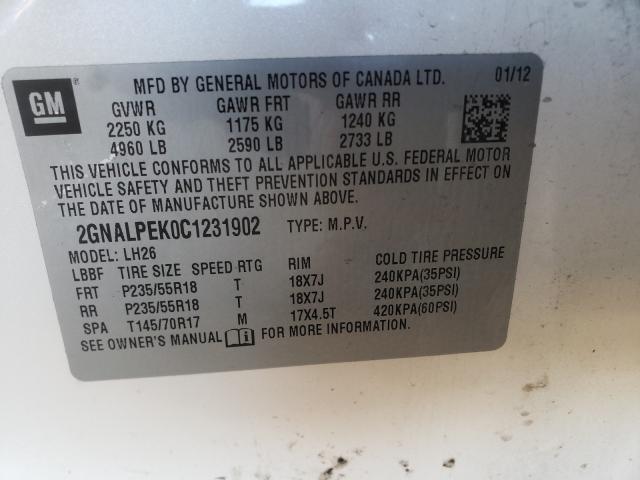 GM
MFD BY GENERAL MOTORS OF CANADA LTD. 01/12
GVWR GAWR FRT GAWR RR
2250 KG 1175 KG 1240 KG
4960 LB 2590 LB 2733 LB
THIS VEHICLE CONFORMS TO ALL APPLICABLE U.S. FEDERAL MOTOR
VEHICLE SAFETY AND THEFT PREVENTION STANDARDS IN EFFECT ON
THE DATE OF MANUFACTURE SHOWN ABOVE.
2GNALPEK0C1231902 TYPE: M.P.V.
MODEL: LH26
LBBF TIRE SIZE SPEED RTG RIM COLD TIRE PRESSURE
FRT P235/55R18 T 18X7J 240KPA(35PSI)
RR P235/55R18 T 18X7J 240KPA(35PSI)
SPA T145/70R17 M 17X4.5T 420KPA(60PSI)
SEE OWNER'S MANUAL FOR MORE INFORMATION.